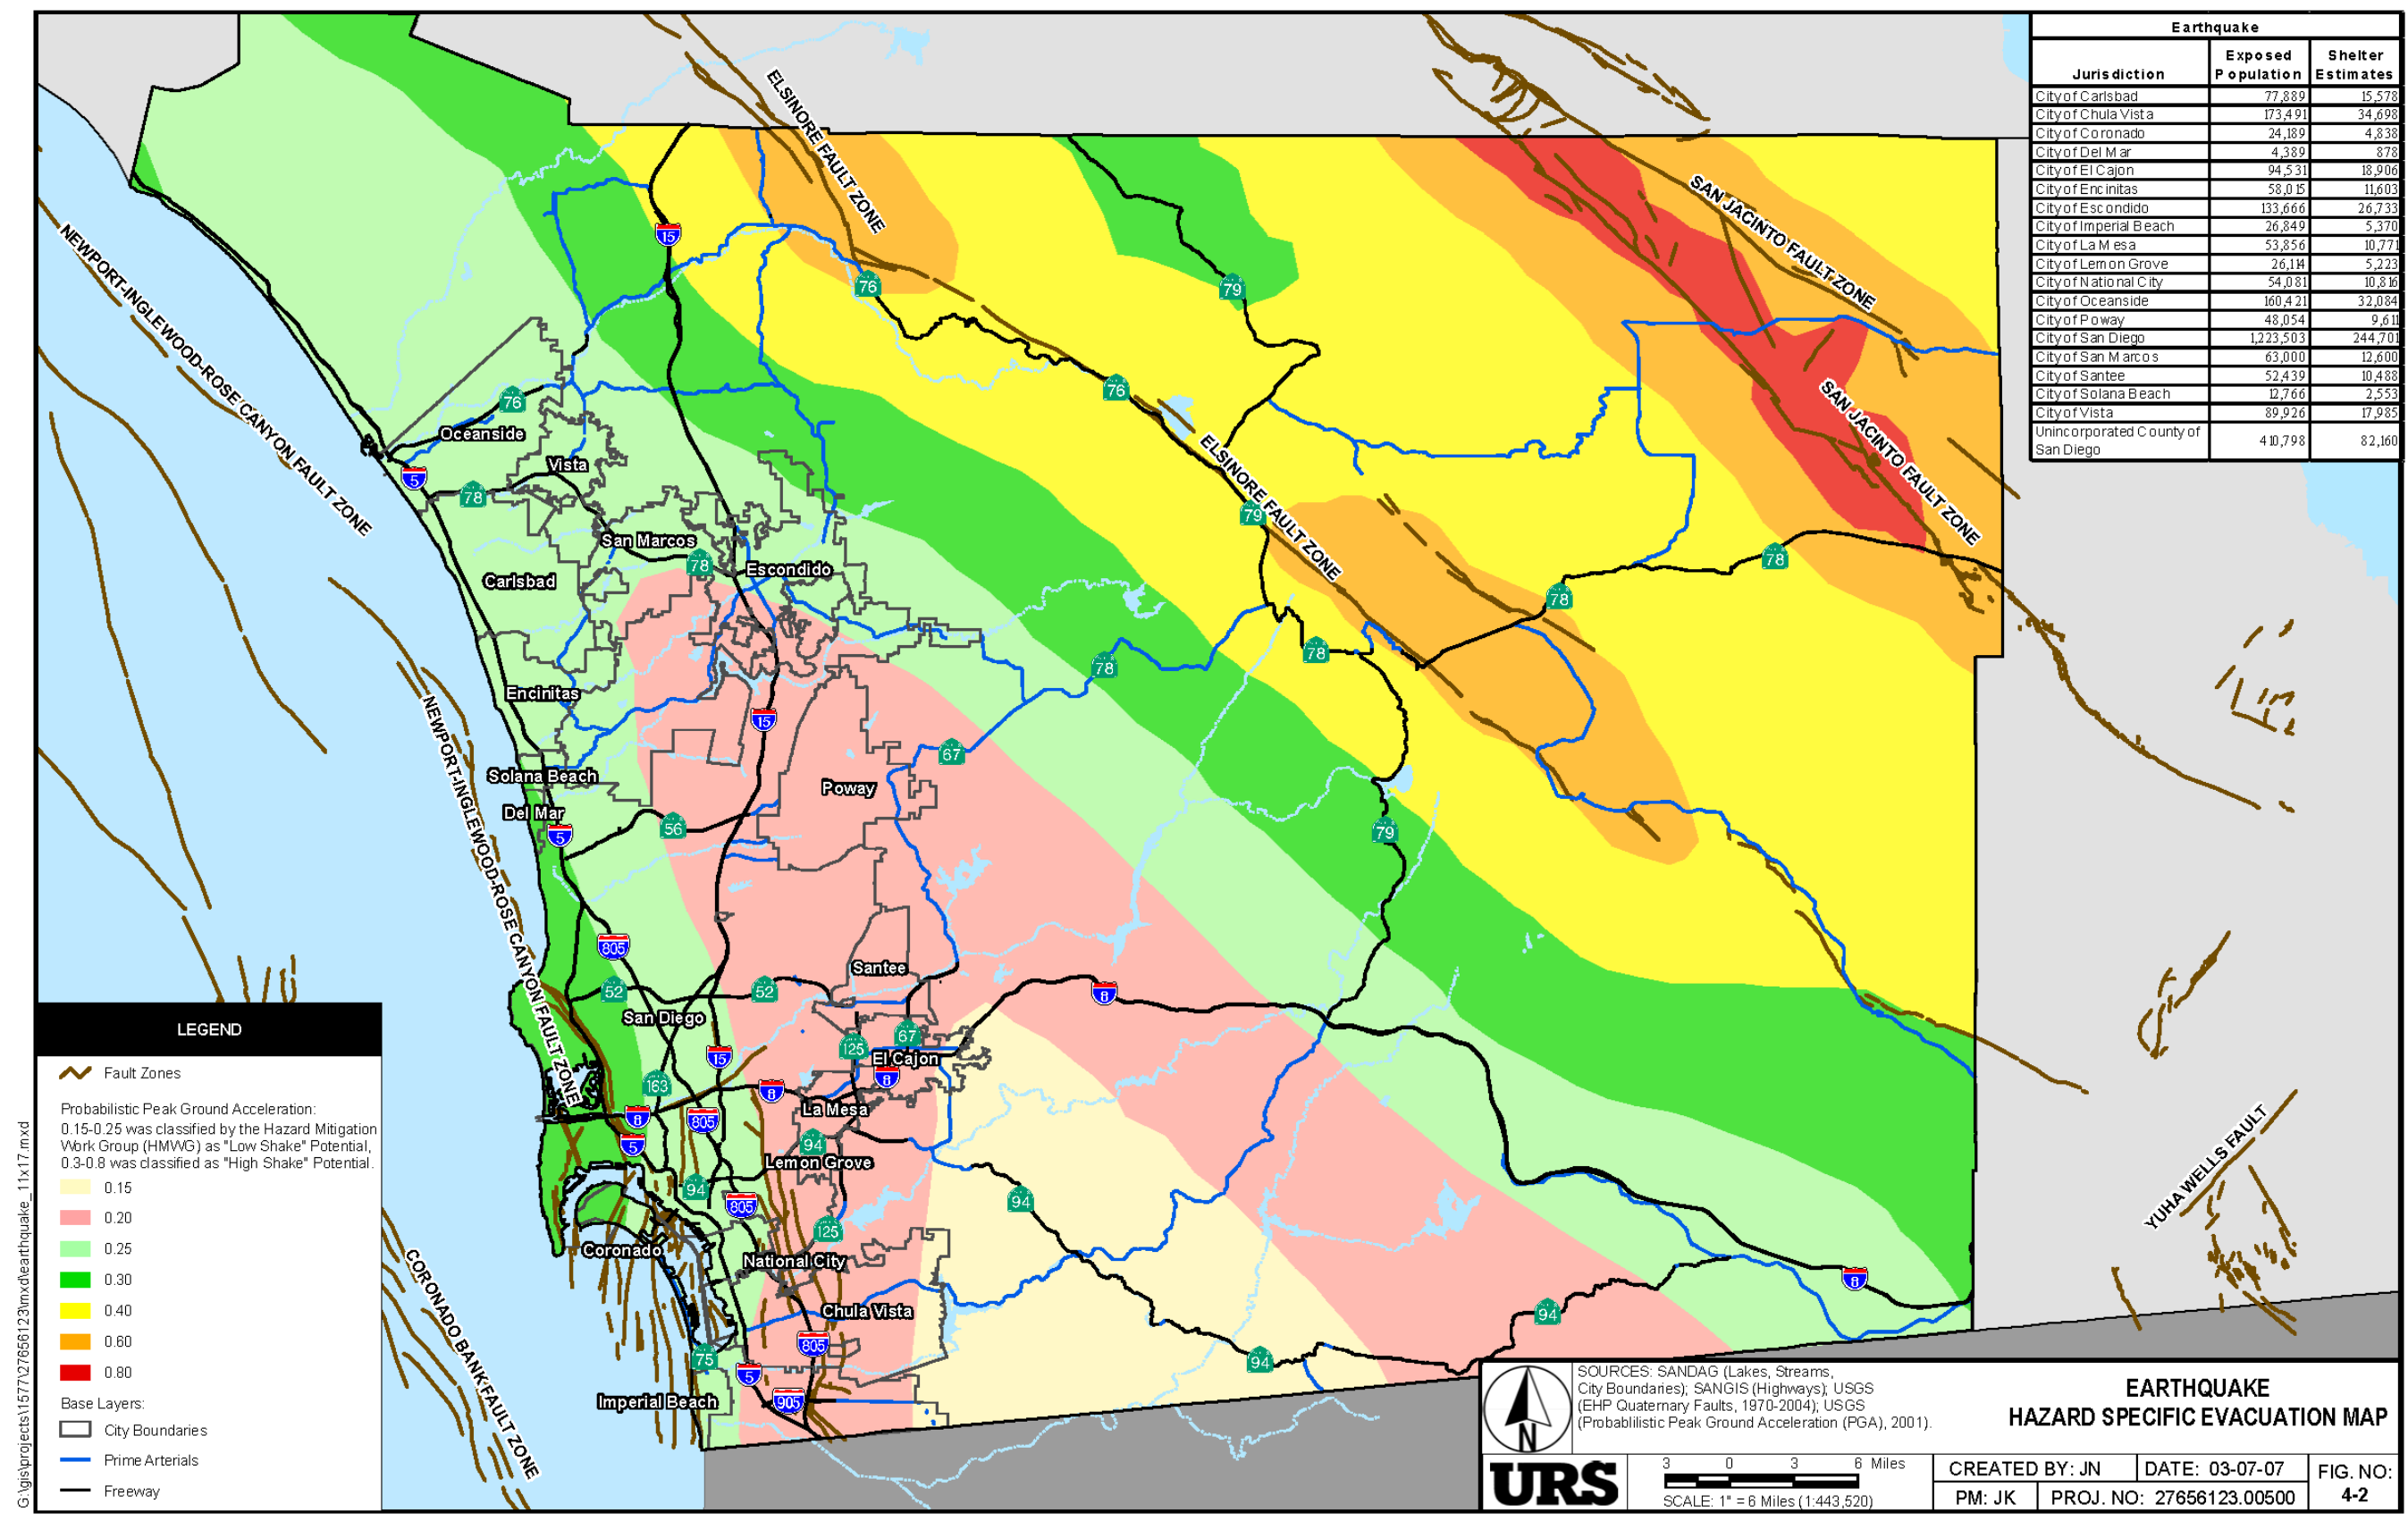 Earthquake
Jurisdiction Exposed Population Shelter Estimates
City of Carlsbad 77,889 15,578
City of Chula Vista 173,491 34,698
City of Coronado 24,189 4,838
City of Del Mar 4,389 878
City of El Cajon 94,531 18,906
City of Encinitas 58,015 11,603
City of Escondido 133,666 26,733
City of Imperial Beach 26,849 5,370
City of La Mesa 53,856 10,771
City of Lemon Grove 26,114 5,223
City of National City 54,081 10,816
City of Oceanside 160,421 32,084
City of Poway 48,054 9,611
City of San Diego 1,223,503 244,701
City of San Marcos 63,000 12,600
City of Santee 52,439 10,488
City of Solana Beach 12,766 2,553
City of Vista 89,926 17,985
Unincorporated County of San Diego 410,798 82,160
ELSINORE FAULT ZONE
SAN JACINTO FAULT ZONE
NEWPORT-INGLEWOOD-ROSE CANYON FAULT ZONE
15
76
79
76
SAN JACINTO FAULT ZONE
76
Oceanside
Vista
5
78
ELSINORE FAULT ZONE
79
San Marcos
78
Escondido
Carlsbad
78
78
78
78
Encinitas
NEWPORT-INGLEWOOD-ROSE CANYON FAULT ZONE
15
67
Solana Beach
Poway
Del Mar
5
56
79
805
Santee
52
52
8
San Diego
67
125
El Cajon
15
8
163
8
La Mesa
8
805
5
94
Lemon Grove
94
94
805
125
Coronado
National City
8
Chula Vista
94
805
75
5
94
Imperial Beach
905
CORONADO BANK FAULT ZONE
YUHA WELLS FAULT
LEGEND
Fault Zones
Probabilistic Peak Ground Acceleration:
0.15-0.25 was classified by the Hazard Mitigation
Work Group (HMWG) as "Low Shake" Potential,
0.3-0.8 was classified as "High Shake" Potential.
0.15
0.20
0.25
0.30
0.40
0.60
0.80
Base Layers:
City Boundaries
Prime Arterials
Freeway
G:\gis\projects\1577\27656123\mxd\earthquake_11x17.mxd
N
SOURCES: SANDAG (Lakes, Streams,
City Boundaries); SANGIS (Highways); USGS
(EHP Quaternary Faults, 1970-2004); USGS
(Probablilistic Peak Ground Acceleration (PGA), 2001).
EARTHQUAKE
HAZARD SPECIFIC EVACUATION MAP
URS
3 0 3 6 Miles
SCALE: 1" = 6 Miles (1:443,520)
CREATED BY: JN
DATE: 03-07-07
FIG. NO:
4-2
PM: JK
PROJ. NO: 27656123.00500